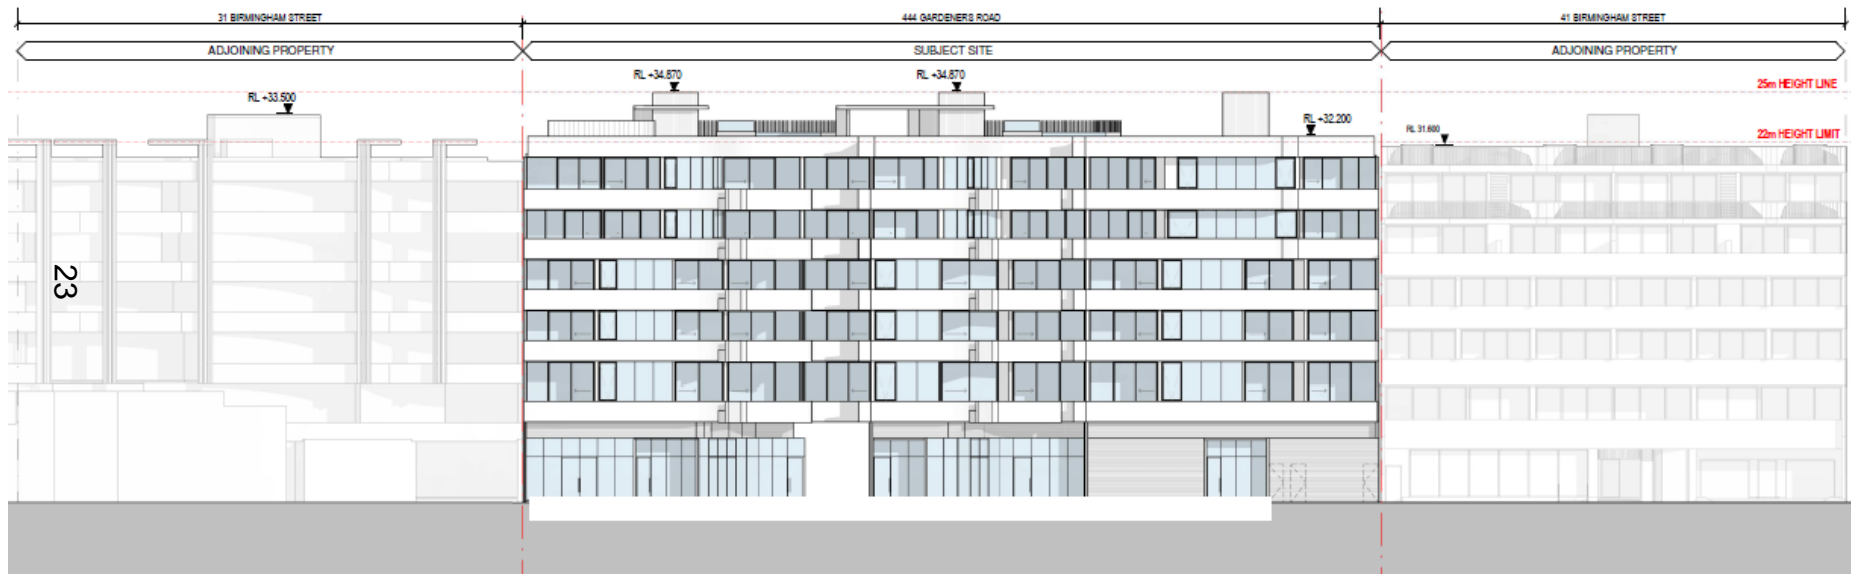 31 BIRMINGHAM STREET
444 GARDENERS ROAD
41 BIRMINGHAM STREET
ADJOINING PROPERTY
SUBJECT SITE
ADJOINING PROPERTY
RL +34.870
RL +34.870
25m HEIGHT LINE
RL +33.500
RL +32.200
RL 31.600
22m HEIGHT LIMIT
23